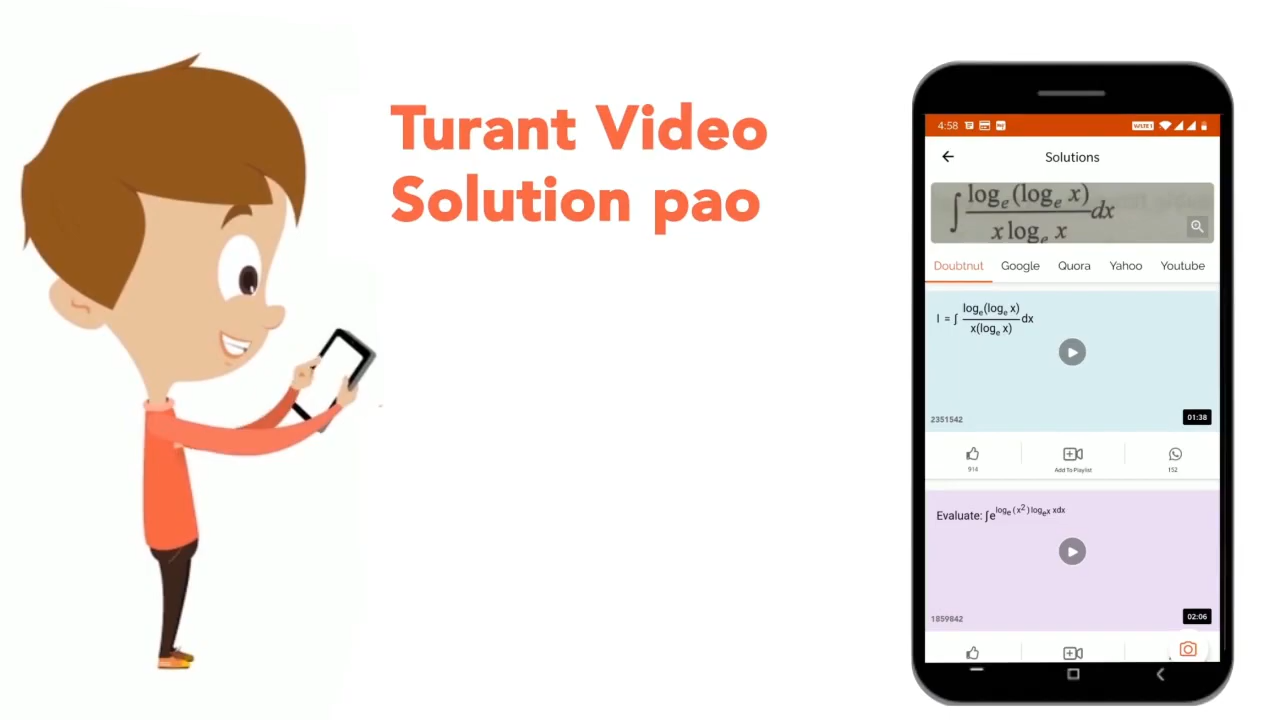 Turant Video
Solution pao
4:58
Solutions
∫ logₑ(logₑ x) / x logₑ x dx
Doubtnut Google Quora Yahoo Youtube
I = ∫ logₑ(logₑ x) / x(logₑ x) dx
2351542 01:38
914 Add To Playlist 152
Evaluate: ∫e^logₑ(x²)logₑx xdx
1859842 02:06